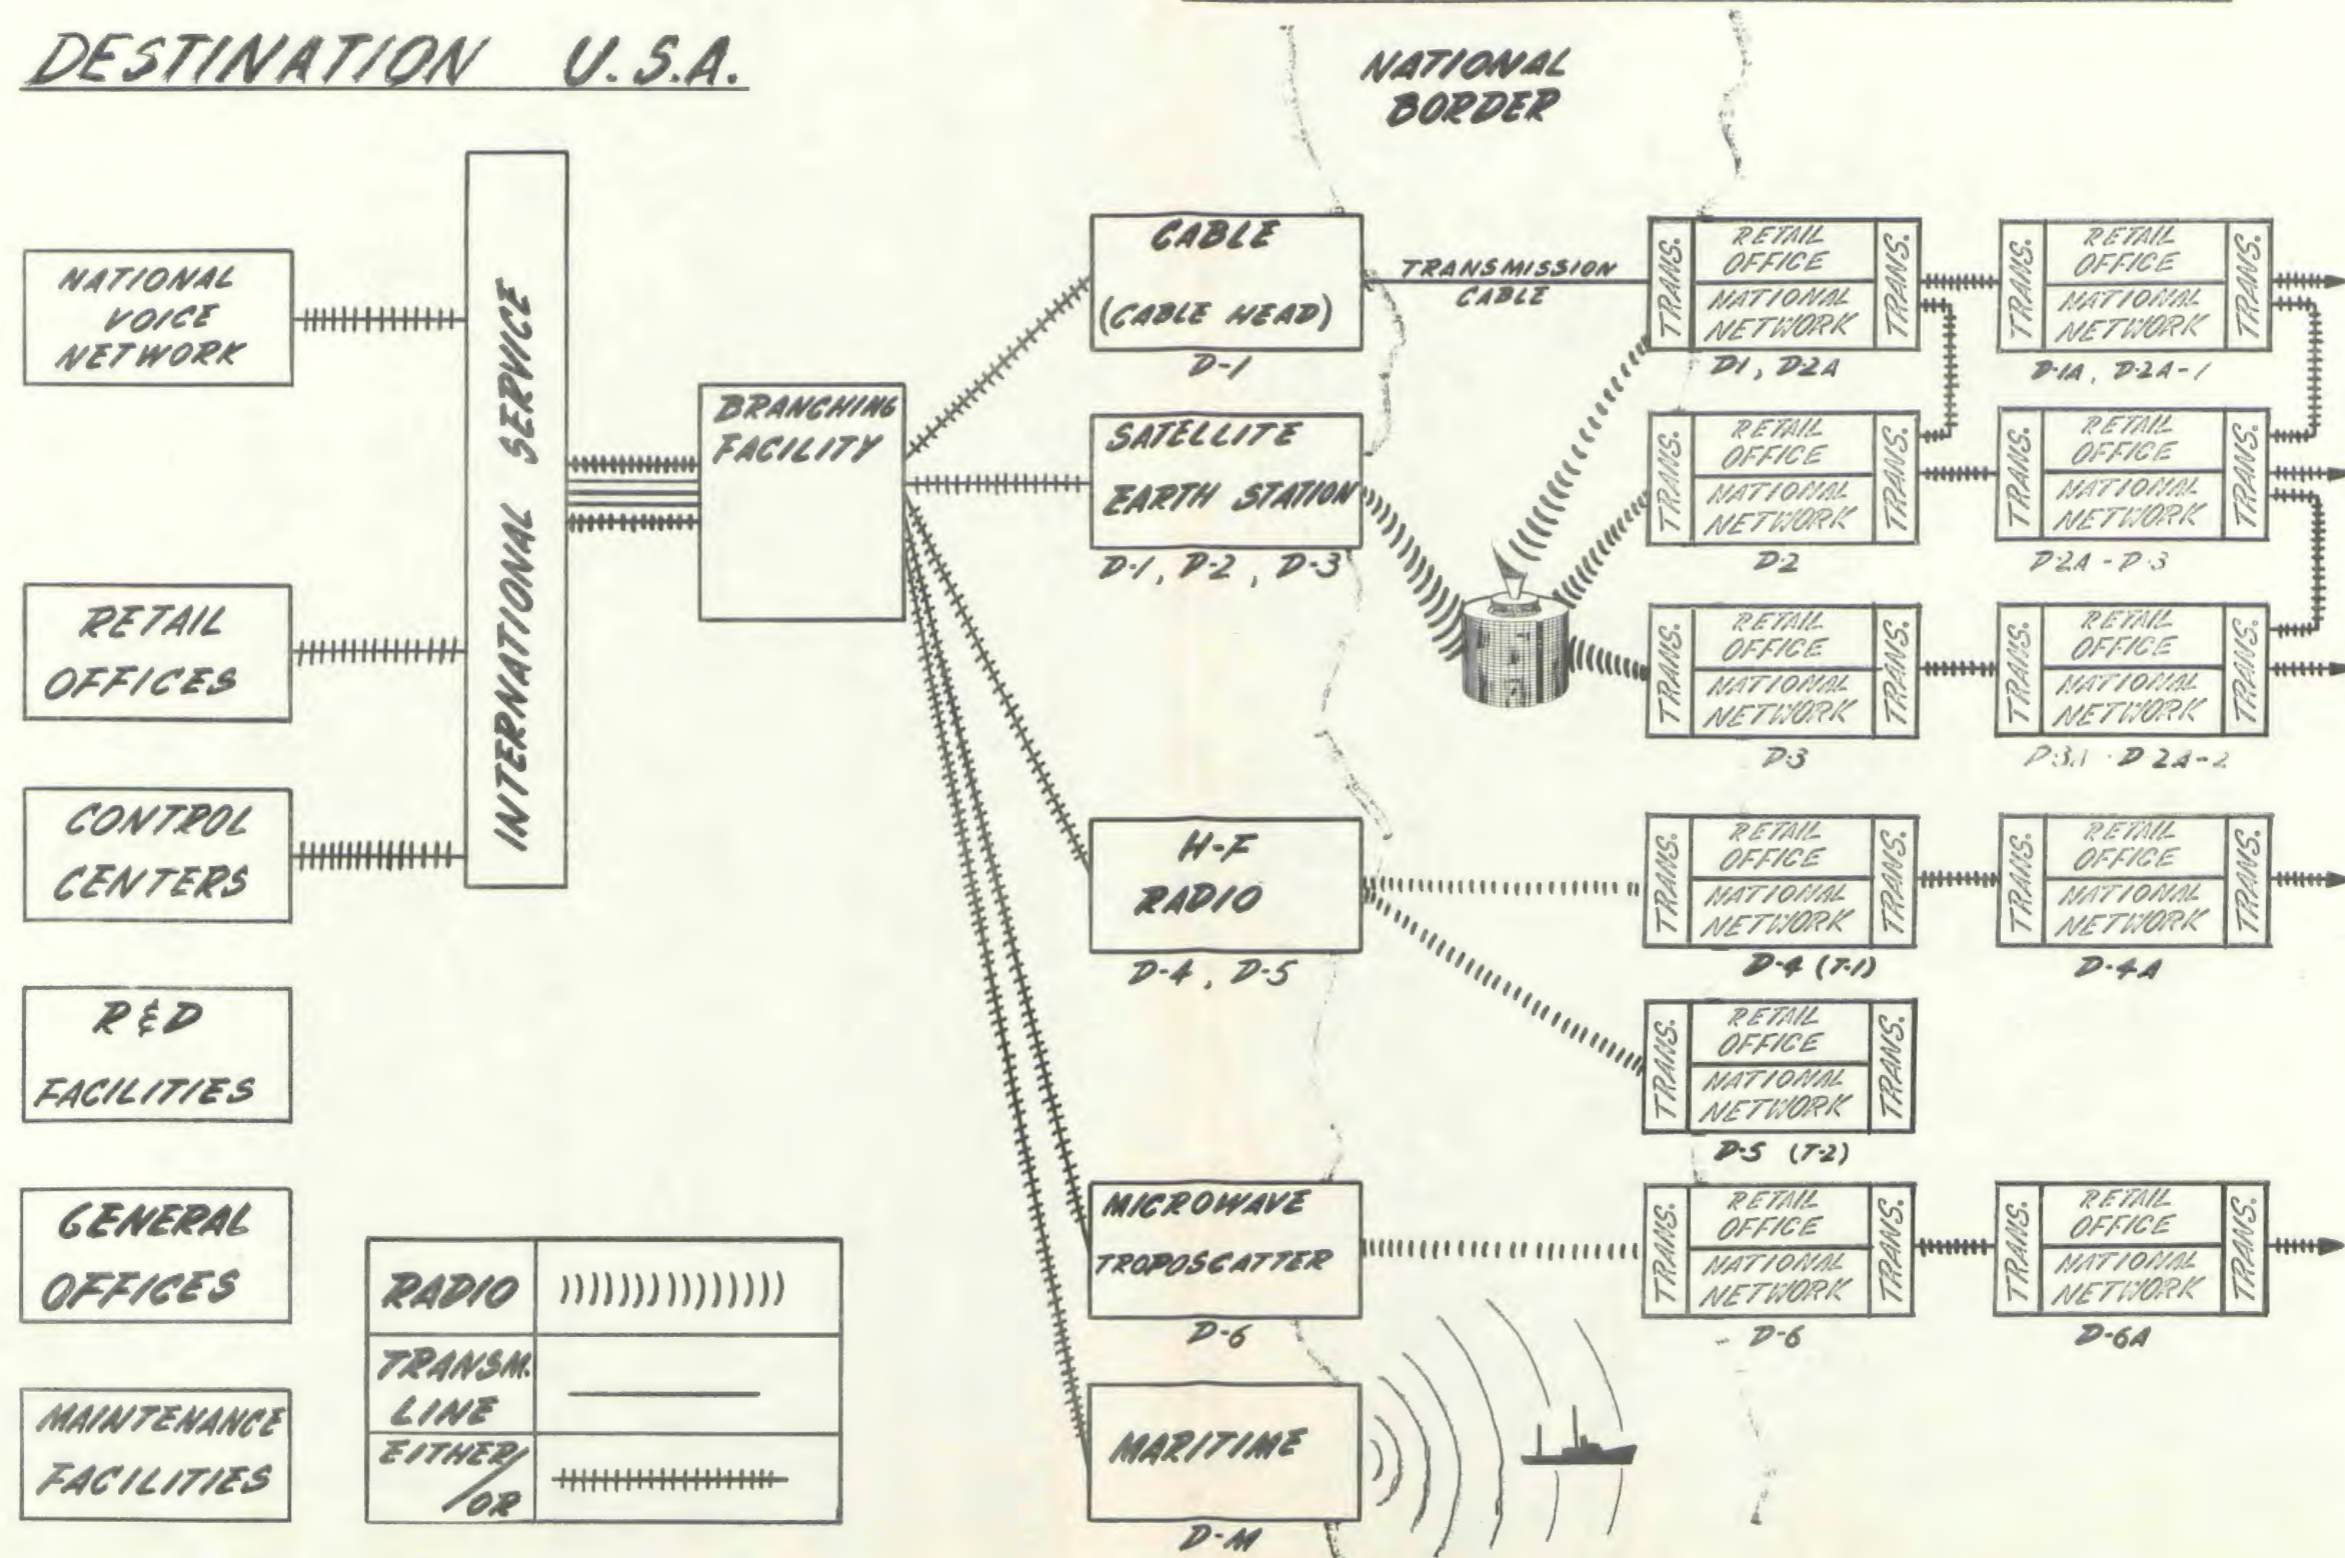 DESTINATION U.S.A.
NATIONAL
BORDER
NATIONAL
VOICE
NETWORK
RETAIL
OFFICES
CONTROL
CENTERS
R&D
FACILITIES
GENERAL
OFFICES
MAINTENANCE
FACILITIES
INTERNATIONAL SERVICE
BRANCHING
FACILITY
RADIO
TRANSM.
LINE
EITHER/
OR
CABLE
(CABLE HEAD)
D-1
TRANSMISSION
CABLE
SATELLITE
EARTH STATION
D-1, D-2, D-3
H-F
RADIO
D-4, D-5
MICROWAVE
TROPOSCATTER
D-6
MARITIME
D-M
TRANS.
RETAIL
OFFICE
NATIONAL
NETWORK
TRANS.
D1, D2A
TRANS.
RETAIL
OFFICE
NATIONAL
NETWORK
TRANS.
D-1A, D-2A-1
TRANS.
RETAIL
OFFICE
NATIONAL
NETWORK
TRANS.
D2
TRANS.
RETAIL
OFFICE
NATIONAL
NETWORK
TRANS.
D2A-D-3
TRANS.
RETAIL
OFFICE
NATIONAL
NETWORK
TRANS.
D3
TRANS.
RETAIL
OFFICE
NATIONAL
NETWORK
TRANS.
D 2A-2
TRANS.
RETAIL
OFFICE
NATIONAL
NETWORK
TRANS.
D-4 (T-1)
TRANS.
RETAIL
OFFICE
NATIONAL
NETWORK
TRANS.
D-4A
TRANS.
RETAIL
OFFICE
NATIONAL
NETWORK
TRANS.
D-5 (T-2)
TRANS.
RETAIL
OFFICE
NATIONAL
NETWORK
TRANS.
D-6
TRANS.
RETAIL
OFFICE
NATIONAL
NETWORK
TRANS.
D-6A